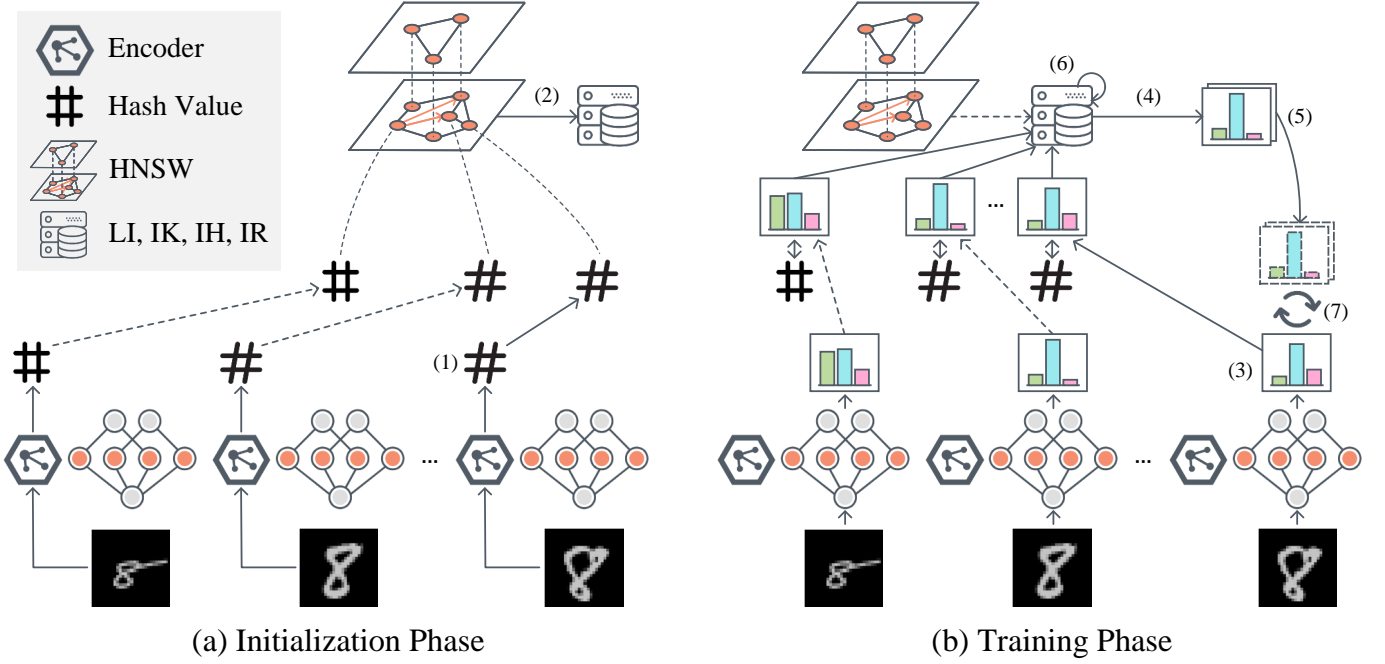 Encoder
Hash Value
HNSW
LI, IK, IH, IR
(2)
(1)
...
(a) Initialization Phase
(6)
(4)
(5)
...
(7)
(3)
...
(b) Training Phase